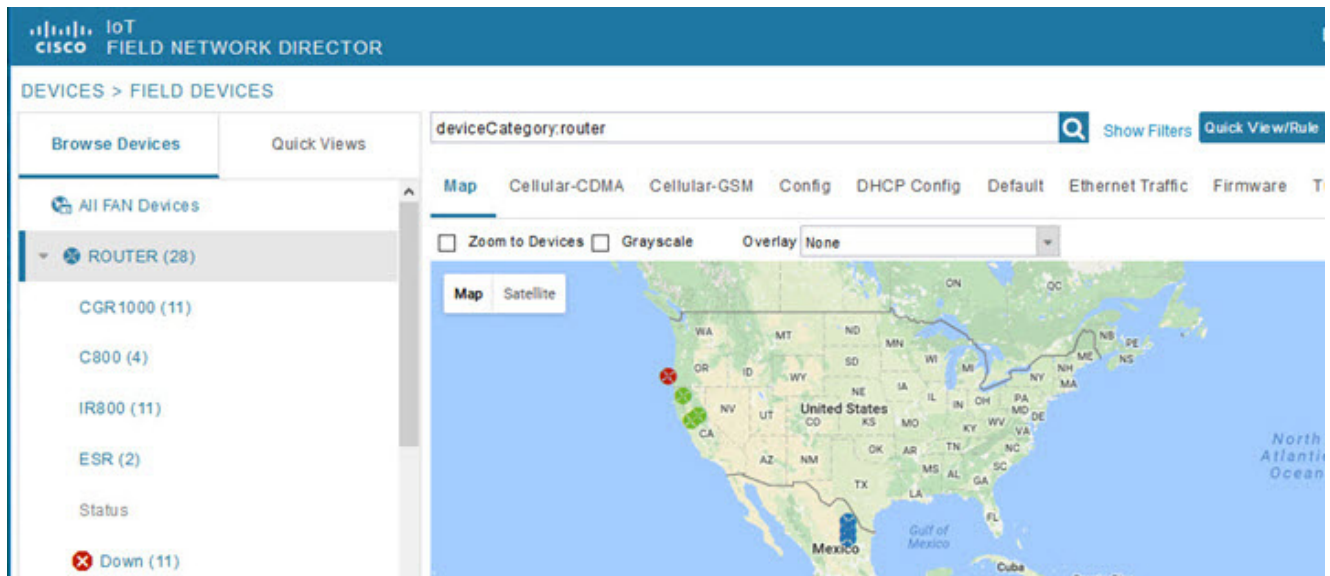 IoT
CISCO FIELD NETWORK DIRECTOR
DEVICES > FIELD DEVICES
Browse Devices
Quick Views
All FAN Devices
ROUTER (28)
CGR1000 (11)
C800 (4)
IR800 (11)
ESR (2)
Status
Down (11)
deviceCategory:router
Show Filters
Quick View/Rule
Map Cellular-CDMA Cellular-GSM Config DHCP Config Default Ethernet Traffic Firmware
Zoom to Devices Grayscale Overlay None
Map Satellite
ON QC
WA MT ND MN NB PE
OR ID SD WI MI ME NS
WY NY NH
NE IA MA
IL IN OH PA
NV UT United States MD DE
CO KS MO KY WV VA
CA
AZ NM OK AR TN NC
MS AL SC
GA
TX LA
FL
North
Atlantic
Ocean
Gulf of
Mexico
Mexico
Cuba